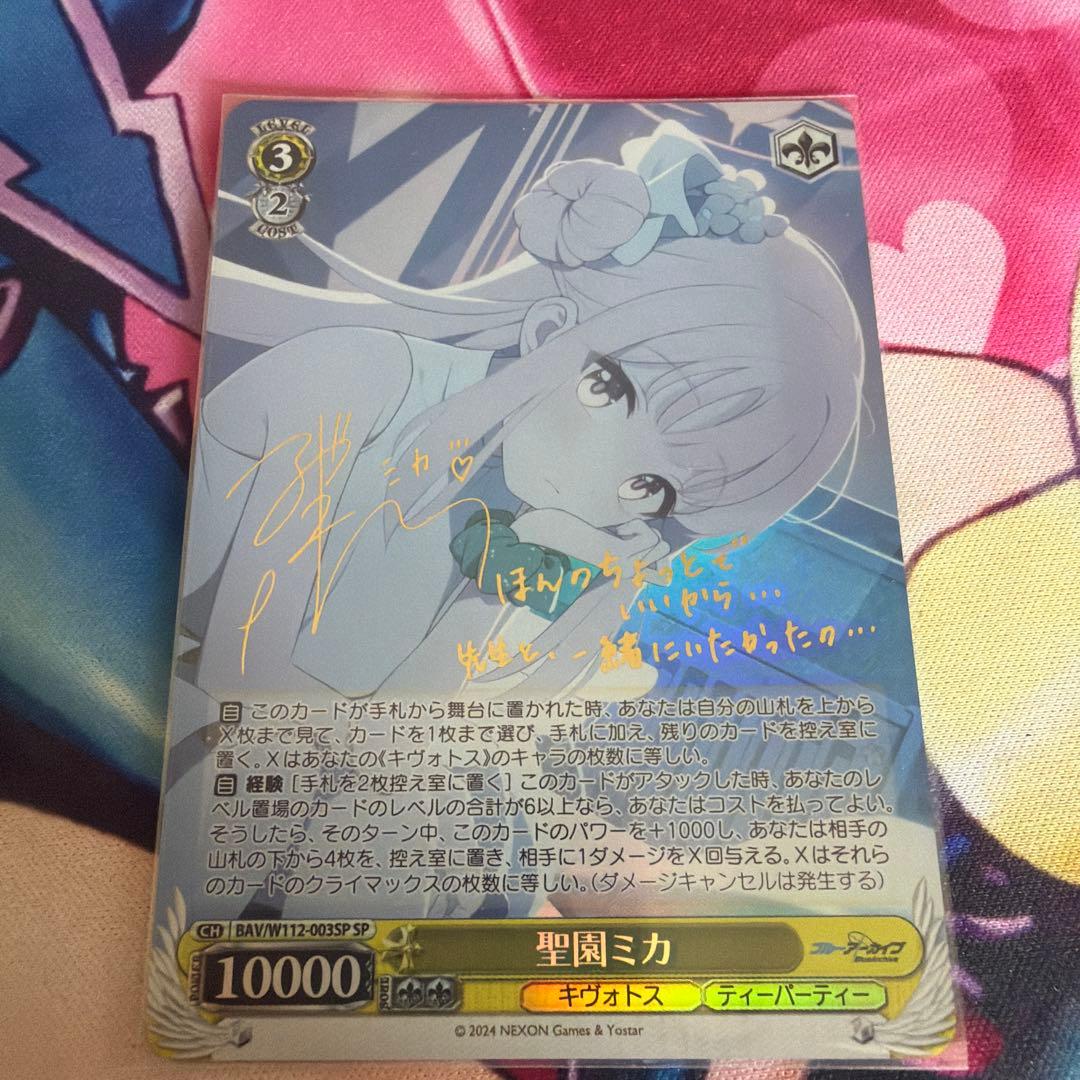 LEVEL
3
2
COST
ミカ♡
ほんのちょっとで
いいから…
先生と、一緒にいたかったの…
自 このカードが手札から舞台に置かれた時、あなたは自分の山札を上から
X枚まで見て、カードを1枚まで選び、手札に加え、残りのカードを控え室に
置く。Xはあなたの《キヴォトス》のキャラの枚数に等しい。
自 経験 [手札を2枚控え室に置く] このカードがアタックした時、あなたのレ
ベル置場のカードのレベルの合計が6以上なら、あなたはコストを払ってよい。
そうしたら、そのターン中、このカードのパワーを+1000し、あなたは相手の
山札の下から4枚を、控え室に置き、相手に1ダメージをX回与える。Xはそれら
のカードのクライマックスの枚数に等しい。(ダメージキャンセルは発生する)
CH BAV/W112-003SP SP
聖園ミカ
ブルーアーカイブ
BlueArchive
POWER 10000 SOUL
キヴォトス ティーパーティー
© 2024 NEXON Games & Yostar